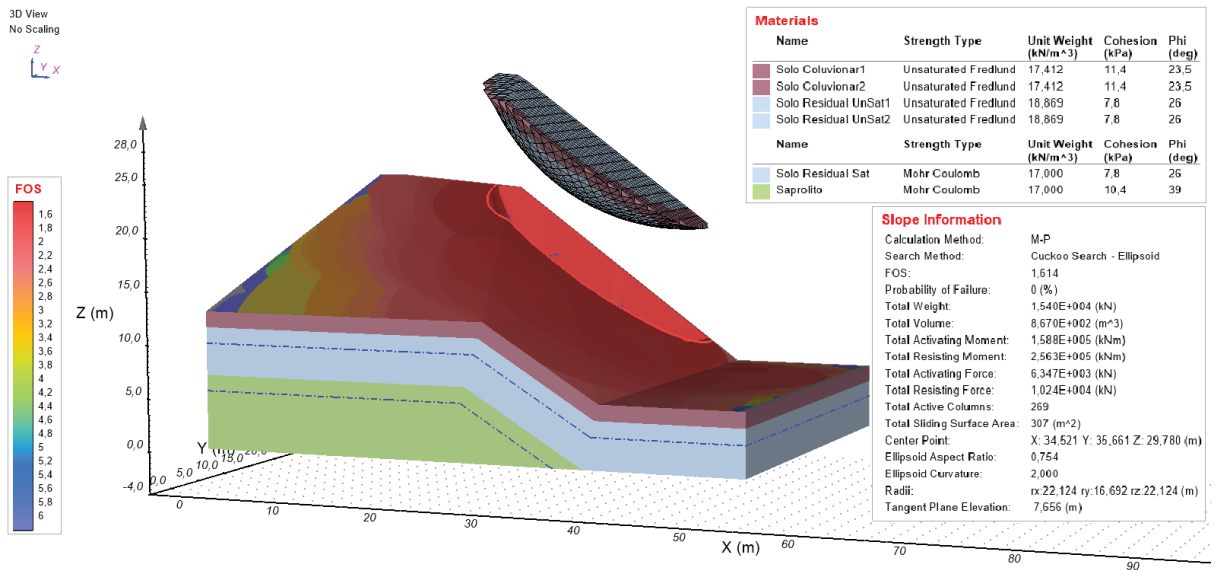 3D View
No Scaling
Z
Y X
Materials
Name Strength Type Unit Weight (kN/m^3) Cohesion (kPa) Phi (deg)
Solo Coluvionar1 Unsaturated Fredlund 17,412 11,4 23,5
Solo Coluvionar2 Unsaturated Fredlund 17,412 11,4 23,5
Solo Residual UnSat1 Unsaturated Fredlund 18,869 7,8 26
Solo Residual UnSat2 Unsaturated Fredlund 18,869 7,8 26
Name Strength Type Unit Weight (kN/m^3) Cohesion (kPa) Phi (deg)
Solo Residual Sat Mohr Coulomb 17,000 7,8 26
Saprolito Mohr Coulomb 17,000 10,4 39
Slope Information
Calculation Method: M-P
Search Method: Cuckoo Search - Ellipsoid
FOS: 1,614
Probability of Failure: 0 (%)
Total Weight: 1,540E+004 (kN)
Total Volume: 8,670E+002 (m^3)
Total Activating Moment: 1,588E+005 (kNm)
Total Resisting Moment: 2,563E+005 (kNm)
Total Activating Force: 6,347E+003 (kN)
Total Resisting Force: 1,024E+004 (kN)
Total Active Columns: 269
Total Sliding Surface Area: 307 (m^2)
Center Point: X: 34,521 Y: 35,661 Z: 29,780 (m)
Ellipsoid Aspect Ratio: 0,754
Ellipsoid Curvature: 2,000
Radii: rx:22,124 ry:16,692 rz:22,124 (m)
Tangent Plane Elevation: 7,656 (m)
FOS
1,6
1,8
2
2,2
2,4
2,6
2,8
3
3,2
3,4
3,6
3,8
4
4,2
4,4
4,6
4,8
5
5,2
5,4
5,6
5,8
6
28,0
25,0
20,0
15,0
Z (m)
10,0
5,0
0,0
-4,0
Y (m)
0,0 5,0 10,0 15,0 20,0
0 10 20 30 40 50 60 70 80 90
X (m)